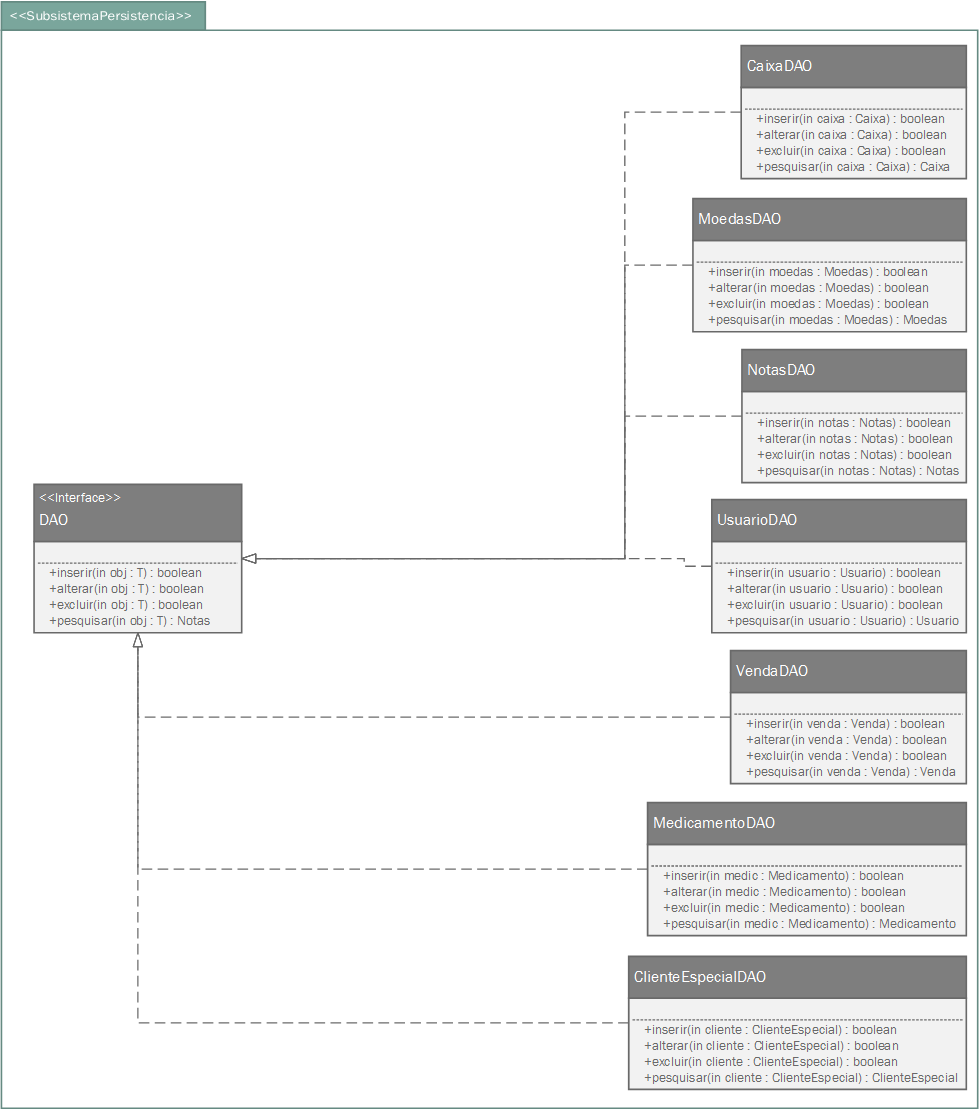 <<SubsistemaPersistencia>>
CaixaDAO
+inserir(in caixa : Caixa) : boolean
+alterar(in caixa : Caixa) : boolean
+excluir(in caixa : Caixa) : boolean
+pesquisar(in caixa : Caixa) : Caixa
MoedasDAO
+inserir(in moedas : Moedas) : boolean
+alterar(in moedas : Moedas) : boolean
+excluir(in moedas : Moedas) : boolean
+pesquisar(in moedas : Moedas) : Moedas
NotasDAO
+inserir(in notas : Notas) : boolean
+alterar(in notas : Notas) : boolean
+excluir(in notas : Notas) : boolean
+pesquisar(in notas : Notas) : Notas
<<Interface>>
DAO
+inserir(in obj : T) : boolean
+alterar(in obj : T) : boolean
+excluir(in obj : T) : boolean
+pesquisar(in obj : T) : Notas
UsuarioDAO
+inserir(in usuario : Usuario) : boolean
+alterar(in usuario : Usuario) : boolean
+excluir(in usuario : Usuario) : boolean
+pesquisar(in usuario : Usuario) : Usuario
VendaDAO
+inserir(in venda : Venda) : boolean
+alterar(in venda : Venda) : boolean
+excluir(in venda : Venda) : boolean
+pesquisar(in venda : Venda) : Venda
MedicamentoDAO
+inserir(in medic : Medicamento) : boolean
+alterar(in medic : Medicamento) : boolean
+excluir(in medic : Medicamento) : boolean
+pesquisar(in medic : Medicamento) : Medicamento
ClienteEspecialDAO
+inserir(in cliente : ClienteEspecial) : boolean
+alterar(in cliente : ClienteEspecial) : boolean
+excluir(in cliente : ClienteEspecial) : boolean
+pesquisar(in cliente : ClienteEspecial) : ClienteEspecial